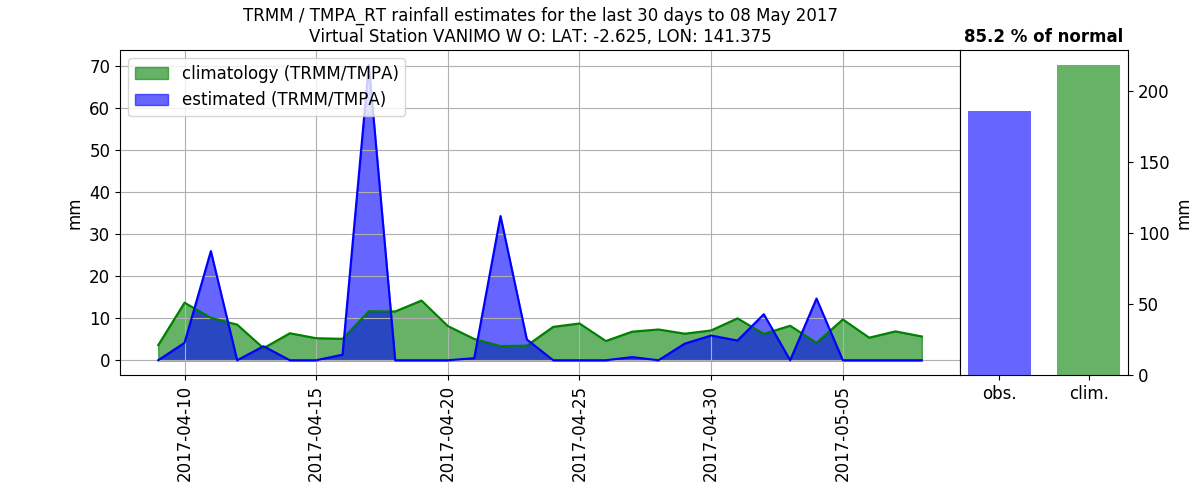 TRMM / TMPA_RT rainfall estimates for the last 30 days to 08 May 2017
Virtual Station VANIMO W O: LAT: -2.625, LON: 141.375
85.2 % of normal
climatology (TRMM/TMPA)
estimated (TRMM/TMPA)
70
60
50
40
30
20
10
0
mm
2017-04-10
2017-04-15
2017-04-20
2017-04-25
2017-04-30
2017-05-05
200
150
100
50
0
mm
obs.
clim.